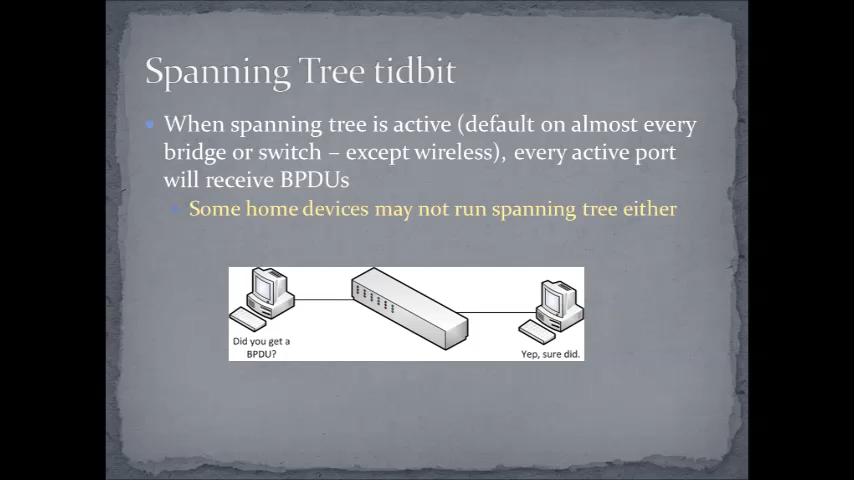 Spanning Tree tidbit
When spanning tree is active (default on almost every
bridge or switch – except wireless), every active port
will receive BPDUs
Some home devices may not run spanning tree either
Did you get a
BPDU?
Yep, sure did.